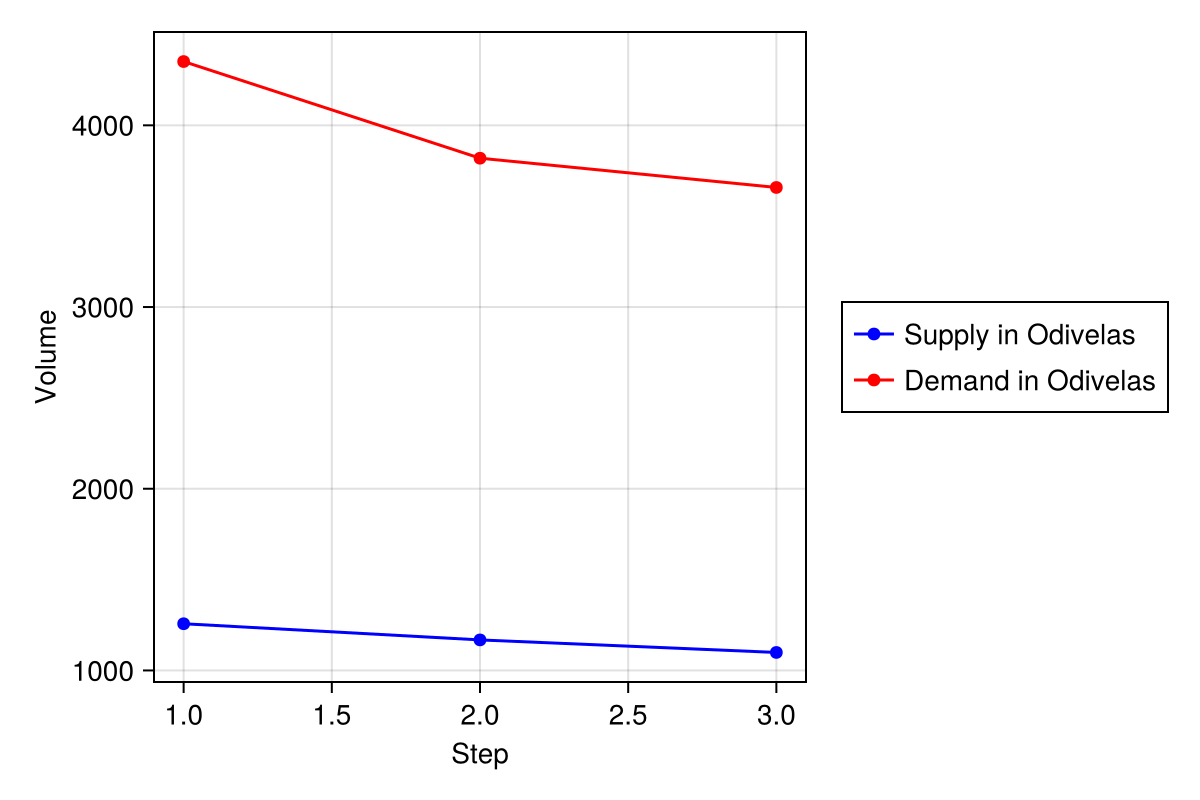 4000
3000
2000
1000
Volume
1.0 1.5 2.0 2.5 3.0
Step
Supply in Odivelas
Demand in Odivelas